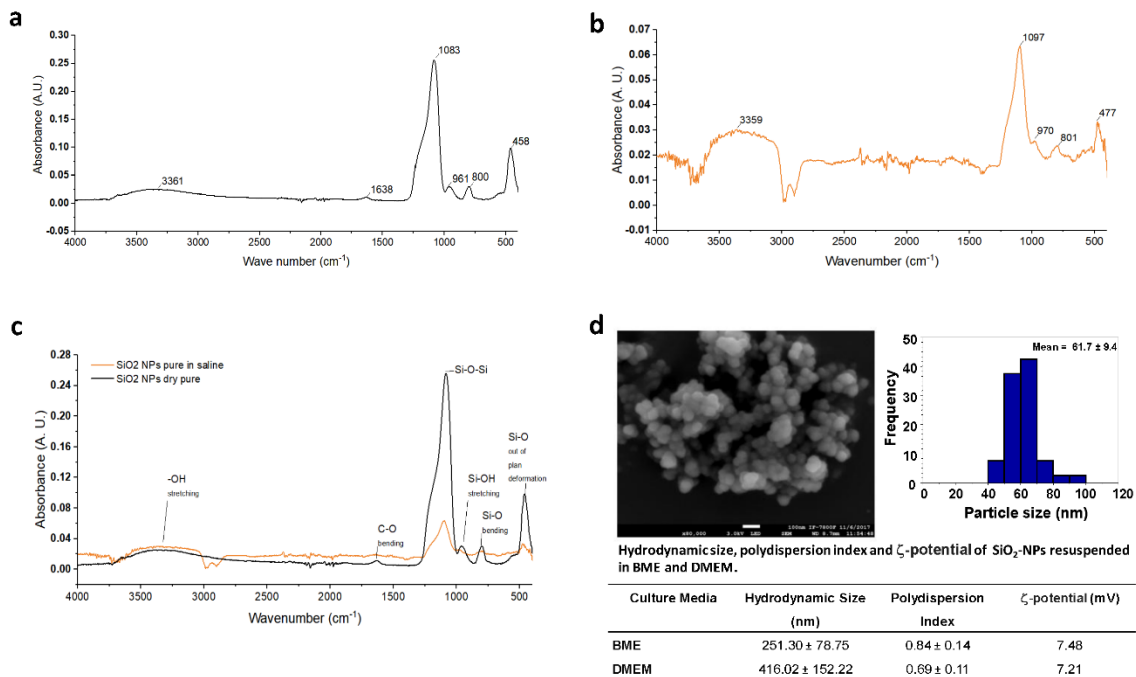 a
Absorbance (A.U.)
0.30
0.25
0.20
0.15
0.10
0.05
0.00
-0.05
1083
458
3361
1638
961
800
4000 3500 3000 2500 2000 1500 1000 500
Wave number (cm-1)
b
Absorbance (A. U.)
0.07
0.06
0.05
0.04
0.03
0.02
0.01
0.00
-0.01
0.01
1097
3359
970
801
477
4000 3500 3000 2500 2000 1500 1000 500
Wavenumber (cm-1)
c
Absorbance (A. U.)
0.28
0.24
0.20
0.16
0.12
0.08
0.04
0.00
SiO2 NPs pure in saline
SiO2 NPs dry pure
Si-O-Si
Si-O
out of
plan
deformation
-OH
stretching
Si-OH
stretching
C-O
bending
Si-O
bending
4000 3500 3000 2500 2000 1500 1000 500
Wavenumber (cm-1)
d
100nm IF-7800F 11/6/2017
SEM
Mean = 61.7 ± 9.4
Frequency
50
40
30
20
10
0
0 20 40 60 80 100 120
Particle size (nm)
Hydrodynamic size, polydispersion index and ζ-potential of SiO2-NPs resuspended
in BME and DMEM.
Culture Media Hydrodynamic Size Polydispersion ζ-potential (mV)
(nm) Index
BME 251.30 ± 78.75 0.84 ± 0.14 7.48
DMEM 416.02 ± 152.22 0.69 ± 0.11 7.21